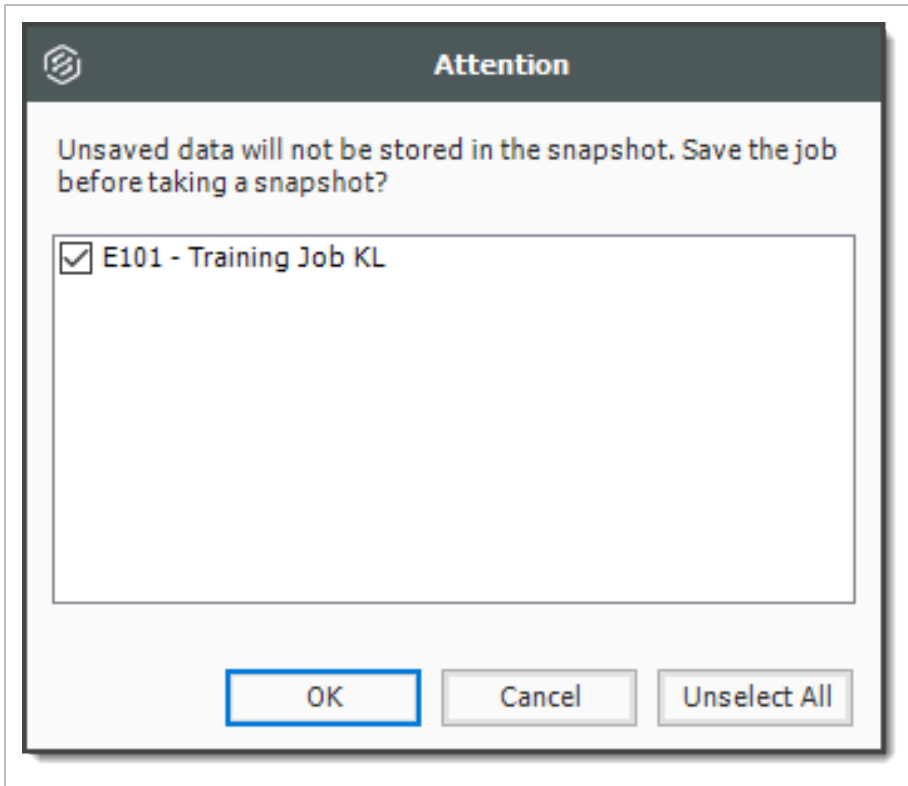 Attention
Unsaved data will not be stored in the snapshot. Save the job
before taking a snapshot?
E101 - Training Job KL
OK
Cancel
Unselect All